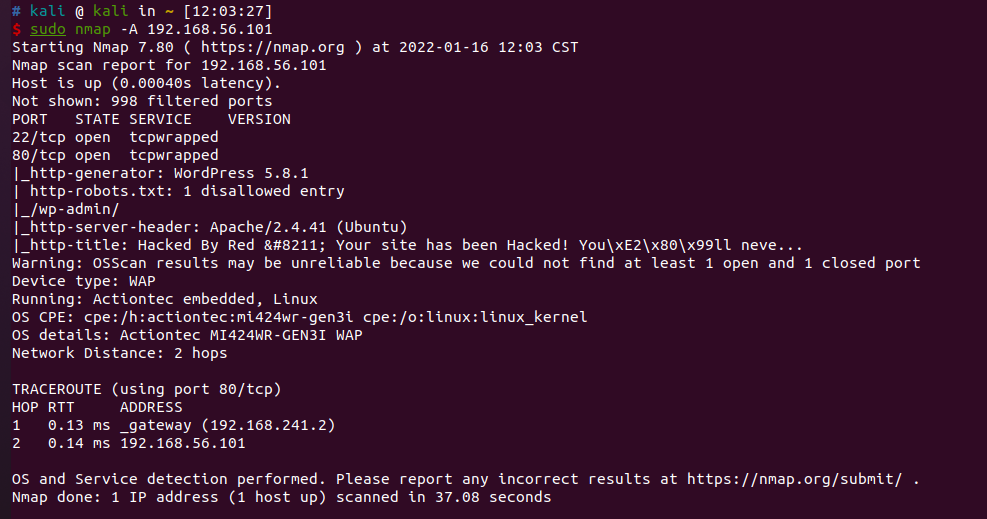 # kali @ kali in ~ [12:03:27]
$ sudo nmap -A 192.168.56.101
Starting Nmap 7.80 ( https://nmap.org ) at 2022-01-16 12:03 CST
Nmap scan report for 192.168.56.101
Host is up (0.00040s latency).
Not shown: 998 filtered ports
PORT   STATE SERVICE    VERSION
22/tcp open  tcpwrapped
80/tcp open  tcpwrapped
|_http-generator: WordPress 5.8.1
| http-robots.txt: 1 disallowed entry
|_/wp-admin/
|_http-server-header: Apache/2.4.41 (Ubuntu)
|_http-title: Hacked By Red &#8211; Your site has been Hacked! You\xE2\x80\x99ll neve...
Warning: OSScan results may be unreliable because we could not find at least 1 open and 1 closed port
Device type: WAP
Running: Actiontec embedded, Linux
OS CPE: cpe:/h:actiontec:mi424wr-gen3i cpe:/o:linux:linux_kernel
OS details: Actiontec MI424WR-GEN3I WAP
Network Distance: 2 hops

TRACEROUTE (using port 80/tcp)
HOP RTT     ADDRESS
1   0.13 ms _gateway (192.168.241.2)
2   0.14 ms 192.168.56.101

OS and Service detection performed. Please report any incorrect results at https://nmap.org/submit/ .
Nmap done: 1 IP address (1 host up) scanned in 37.08 seconds